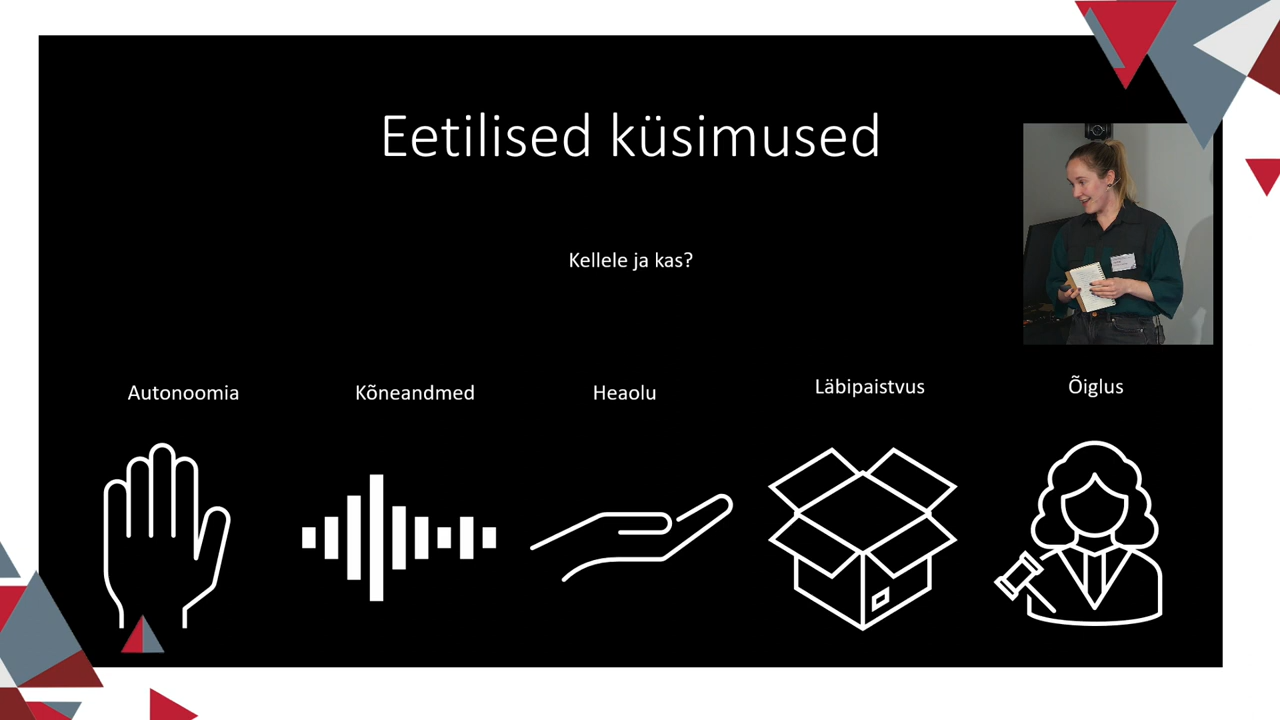 Eetilised küsimused
Kellele ja kas?
Autonoomia
Kõneandmed
Heaolu
Läbipaistvus
Õiglus